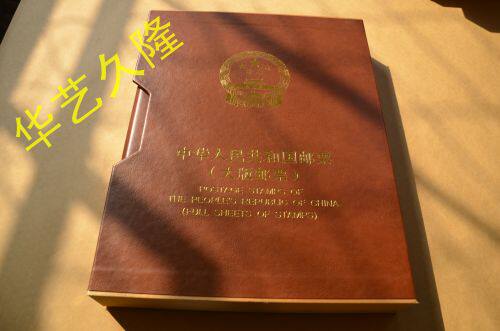 华艺久隆
中华人民共和国邮票
(大版邮票)
POSTAGE STAMPS OF
THE PEOPLE'S REPUBLIC OF CHINA
(FULL SHEETS OF STAMPS)